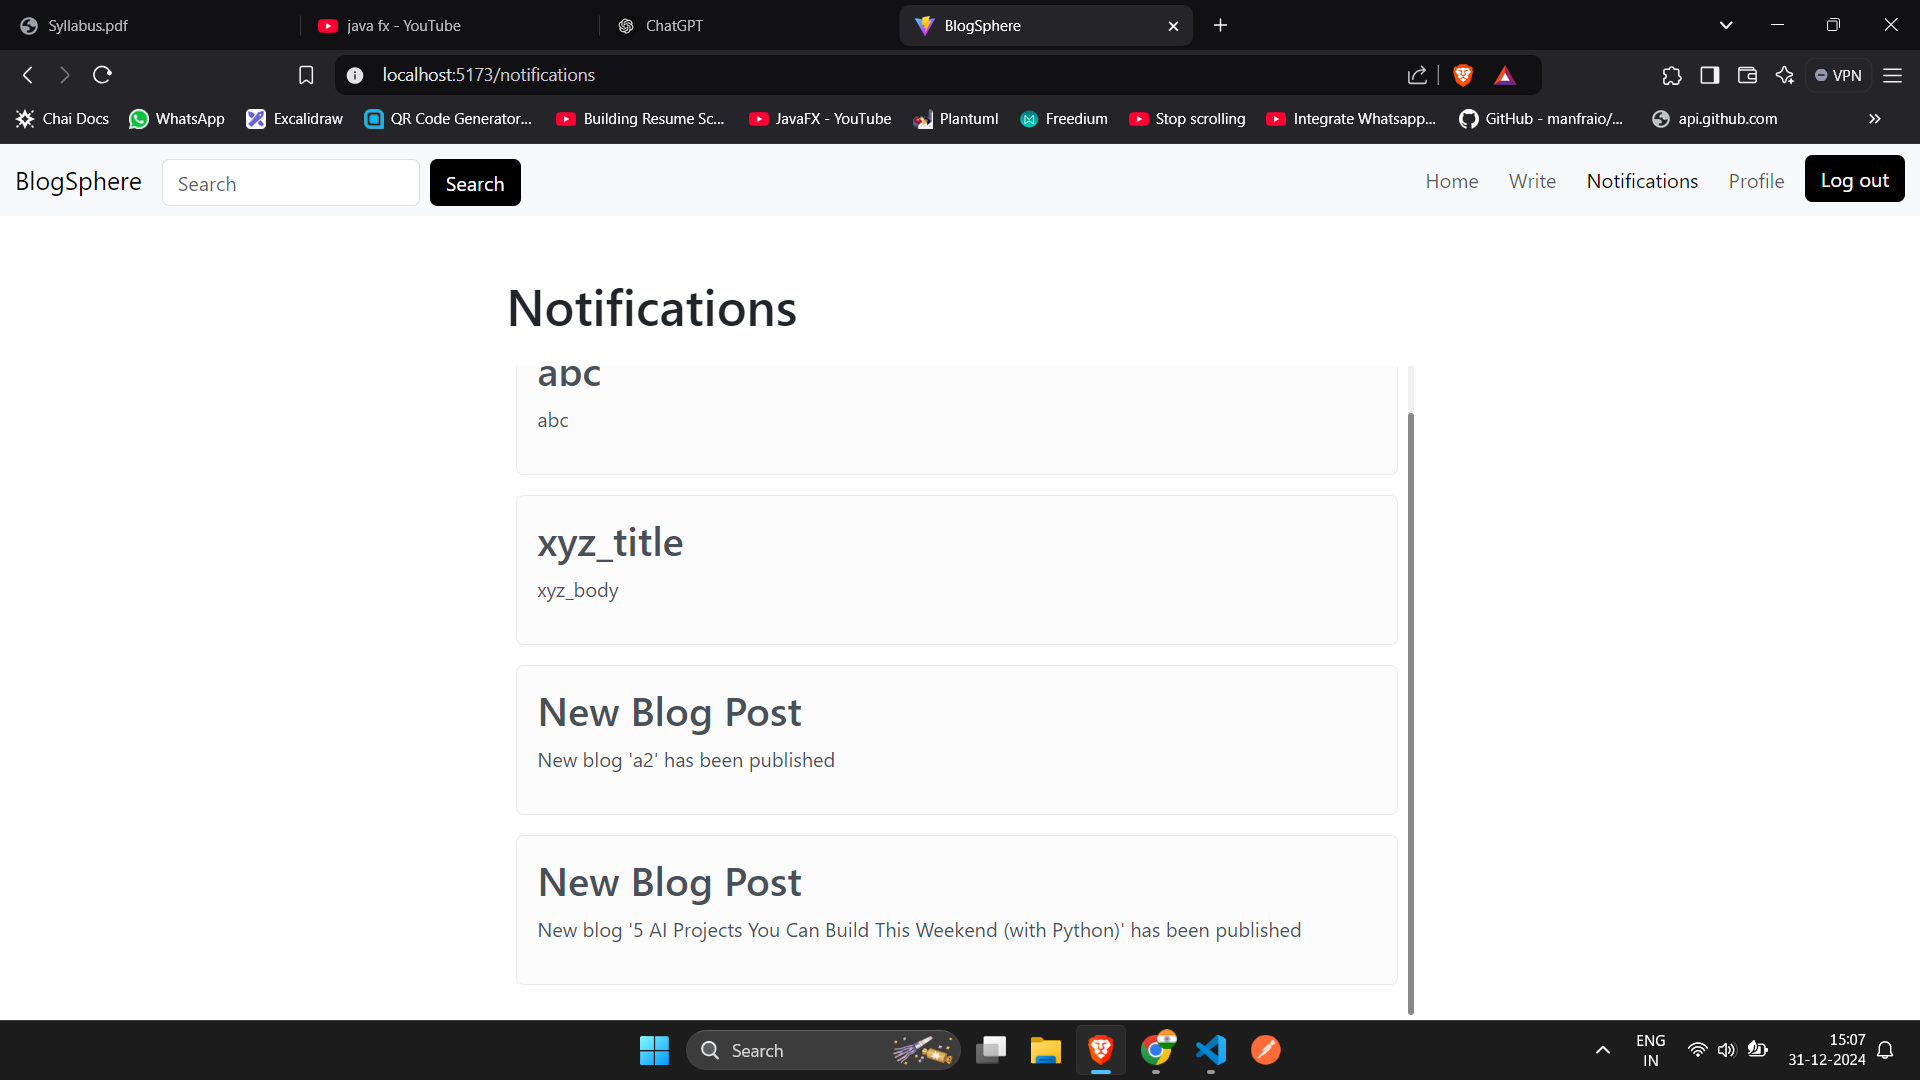 Syllabus.pdf
java fx - YouTube
ChatGPT
BlogSphere
localhost:5173/notifications
VPN
Chai Docs
WhatsApp
Excalidraw
QR Code Generator...
Building Resume Sc...
JavaFX - YouTube
Plantuml
Freedium
Stop scrolling
Integrate Whatsapp...
GitHub - manfraio/...
api.github.com
BlogSphere
Search
Search
Home
Write
Notifications
Profile
Log out
Notifications
abc
abc
xyz_title
xyz_body
New Blog Post
New blog 'a2' has been published
New Blog Post
New blog '5 AI Projects You Can Build This Weekend (with Python)' has been published
Search
ENG
IN
15:07
31-12-2024